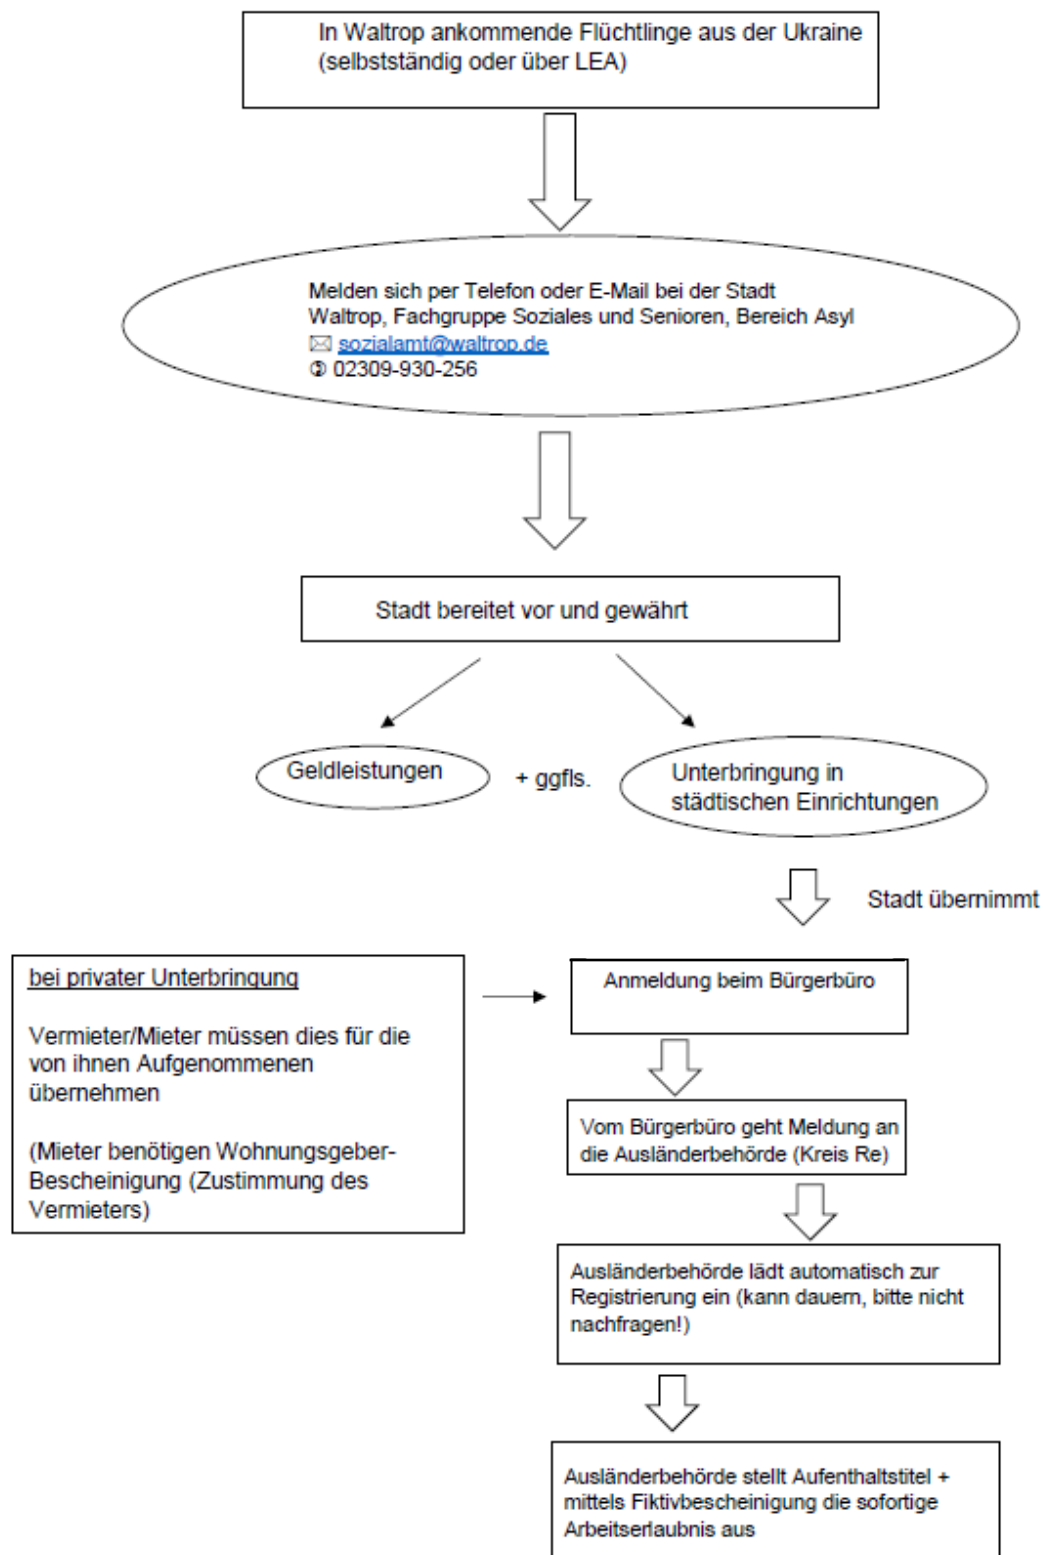 In Waltrop ankommende Flüchtlinge aus der Ukraine
(selbstständig oder über LEA)
Melden sich per Telefon oder E-Mail bei der Stadt
Waltrop, Fachgruppe Soziales und Senioren, Bereich Asyl
✉ sozialamt@waltrop.de
✆ 02309-930-256
Stadt bereitet vor und gewährt
Geldleistungen
+ ggfls.
Unterbringung in
städtischen Einrichtungen
Stadt übernimmt
bei privater Unterbringung
Vermieter/Mieter müssen dies für die
von ihnen Aufgenommenen
übernehmen
(Mieter benötigen Wohnungsgeber-
Bescheinigung (Zustimmung des
Vermieters)
Anmeldung beim Bürgerbüro
Vom Bürgerbüro geht Meldung an
die Ausländerbehörde (Kreis Re)
Ausländerbehörde lädt automatisch zur
Registrierung ein (kann dauern, bitte nicht
nachfragen!)
Ausländerbehörde stellt Aufenthaltstitel +
mittels Fiktivbescheinigung die sofortige
Arbeitserlaubnis aus